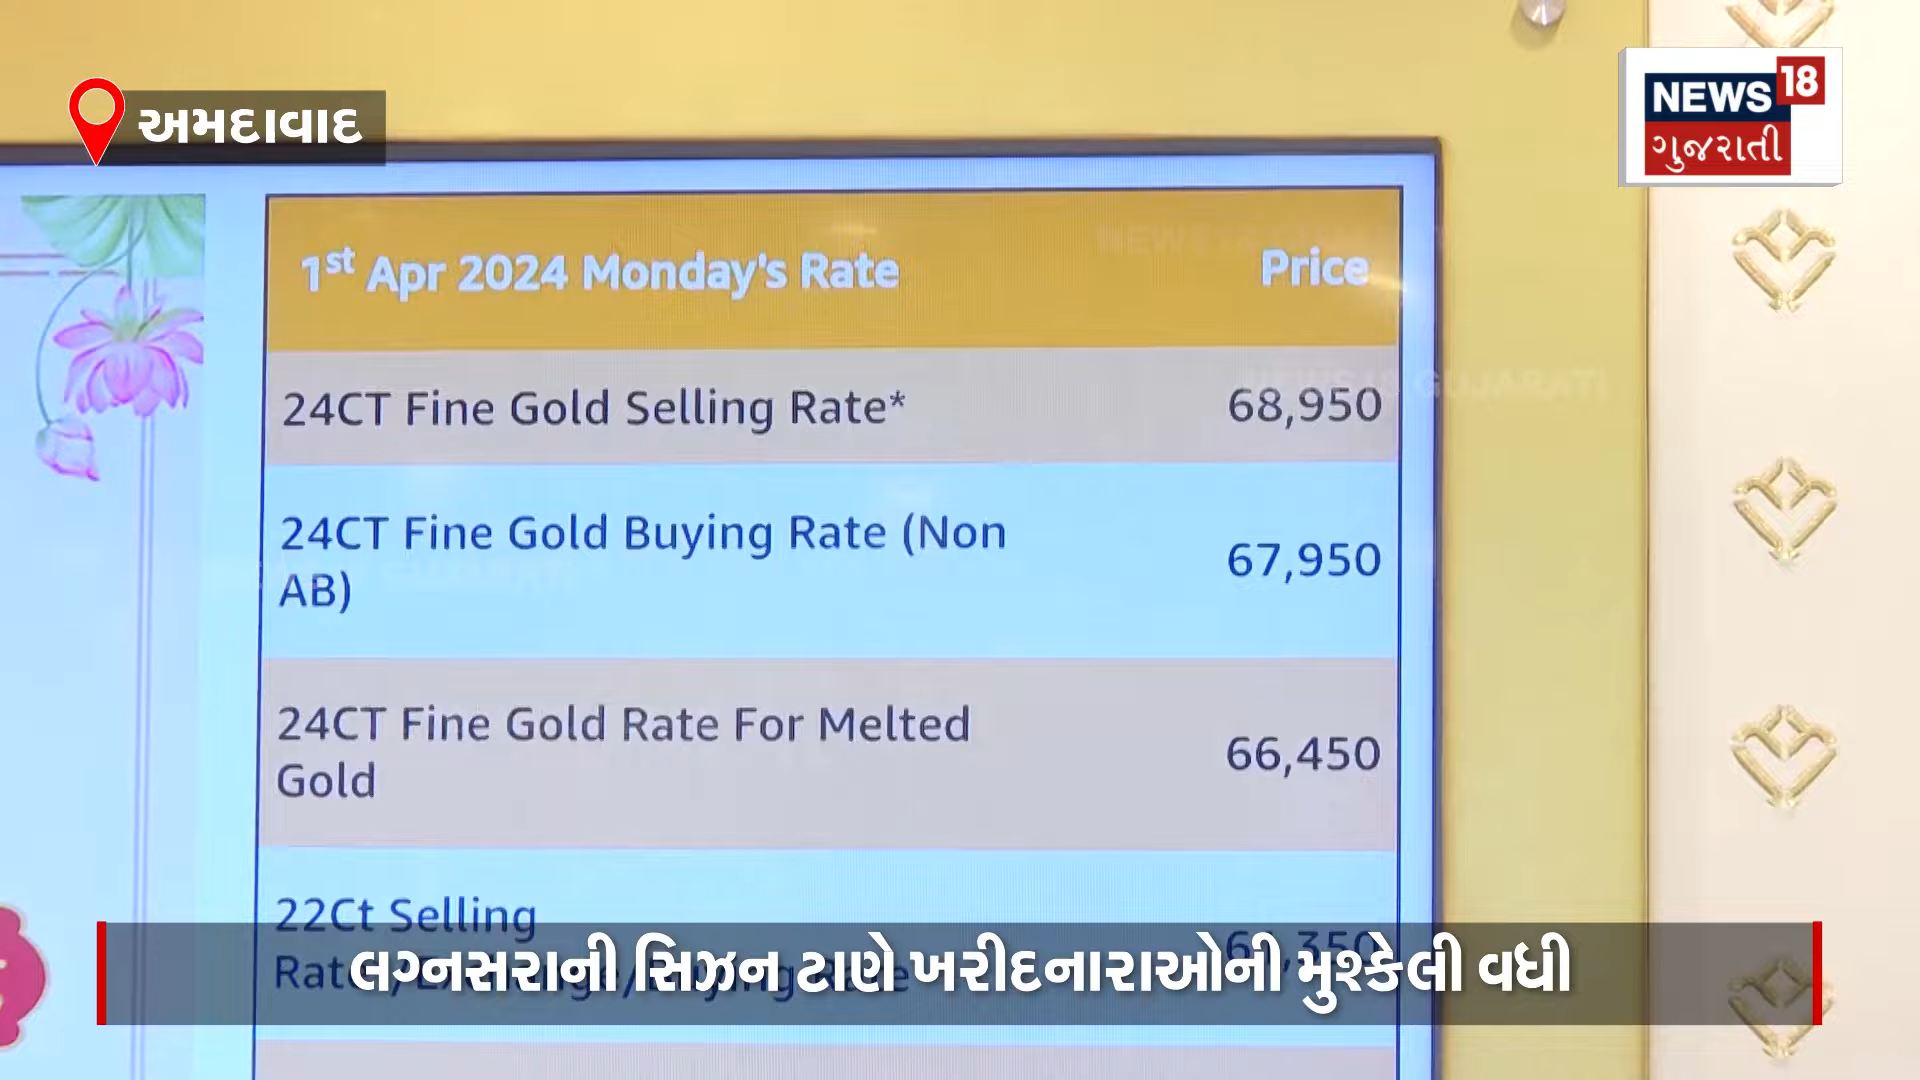 અમદાવાદ
NEWS 18
ગુજરાતી
1st Apr 2024 Monday's Rate Price
24CT Fine Gold Selling Rate* 68,950
24CT Fine Gold Buying Rate (Non
AB) 67,950
24CT Fine Gold Rate For Melted
Gold 66,450
22Ct Selling
લગ્નસરાની સિઝન ટાણે ખરીદનારાઓની મુશ્કેલી વધી